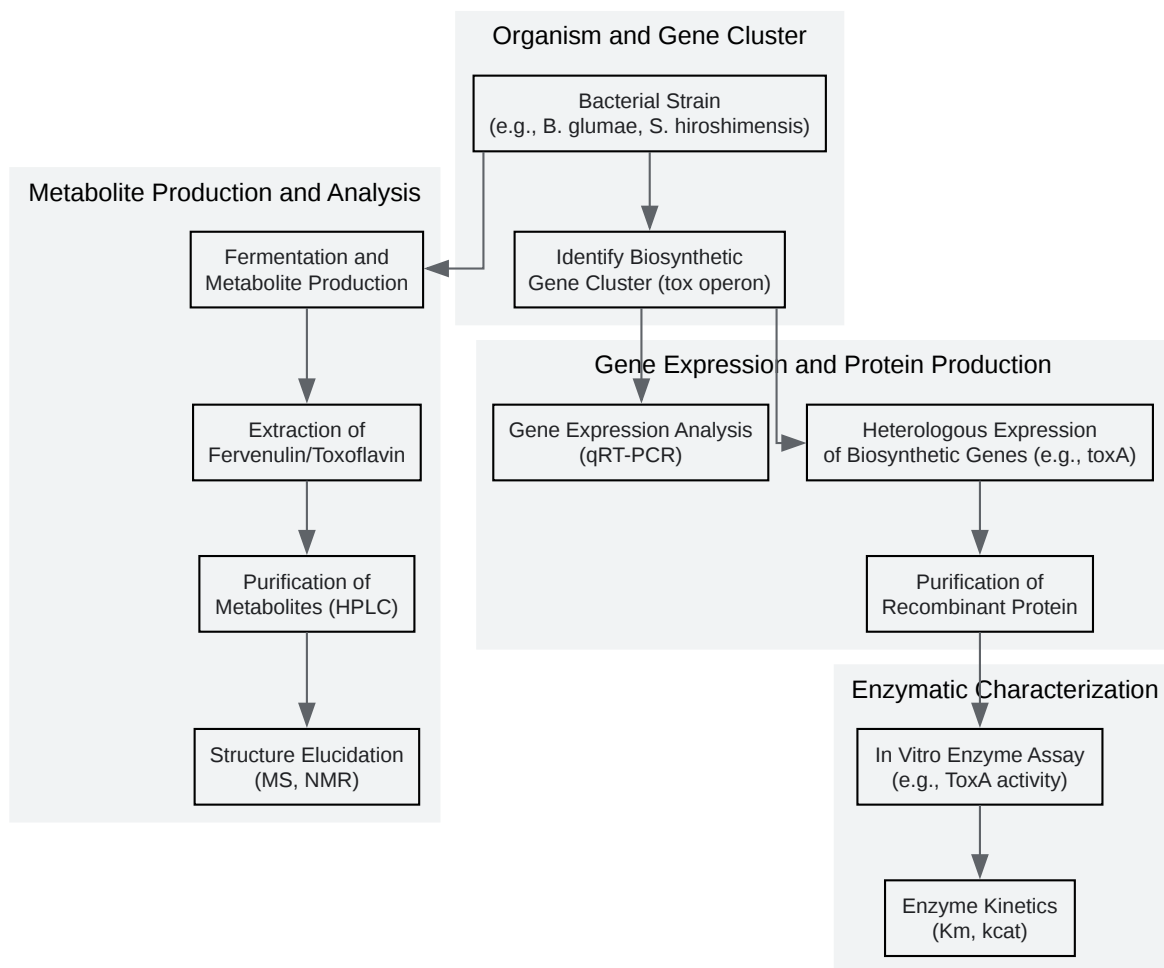 Organism and Gene Cluster
Bacterial Strain
(e.g., B. glumae, S. hiroshimensis)
Identify Biosynthetic
Gene Cluster (tox operon)
Metabolite Production and Analysis
Fermentation and
Metabolite Production
Extraction of
Fervenulin/Toxoflavin
Purification of
Metabolites (HPLC)
Structure Elucidation
(MS, NMR)
Gene Expression and Protein Production
Gene Expression Analysis
(qRT-PCR)
Heterologous Expression
of Biosynthetic Genes (e.g., toxA)
Purification of
Recombinant Protein
Enzymatic Characterization
In Vitro Enzyme Assay
(e.g., ToxA activity)
Enzyme Kinetics
(Km, kcat)